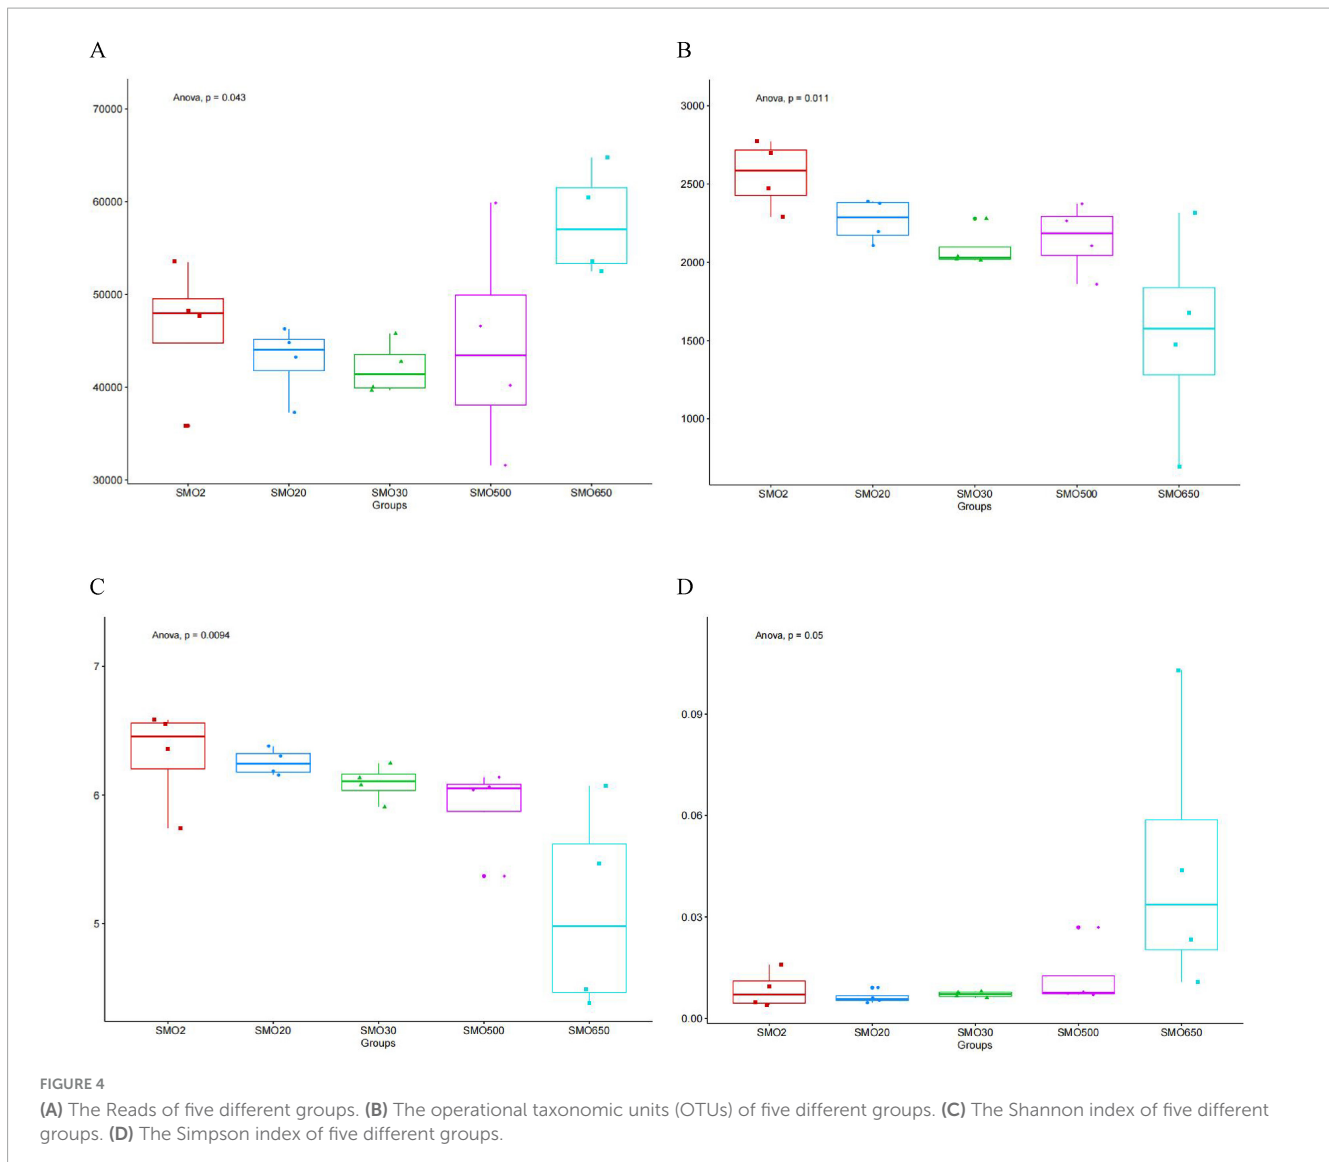 A
Anova, p = 0.043
70000
60000
50000
40000
30000
SMO2 SMO20 SMO30 SMO500 SMO650
Groups
B
Anova, p = 0.011
3000
2500
2000
1500
1000
SMO2 SMO20 SMO30 SMO500 SMO650
Groups
C
Anova, p = 0.0094
7
6
5
SMO2 SMO20 SMO30 SMO500 SMO650
Groups
D
Anova, p = 0.05
0.09
0.06
0.03
0.00
SMO2 SMO20 SMO30 SMO500 SMO650
Groups
FIGURE 4
(A) The Reads of five different groups. (B) The operational taxonomic units (OTUs) of five different groups. (C) The Shannon index of five different
groups. (D) The Simpson index of five different groups.